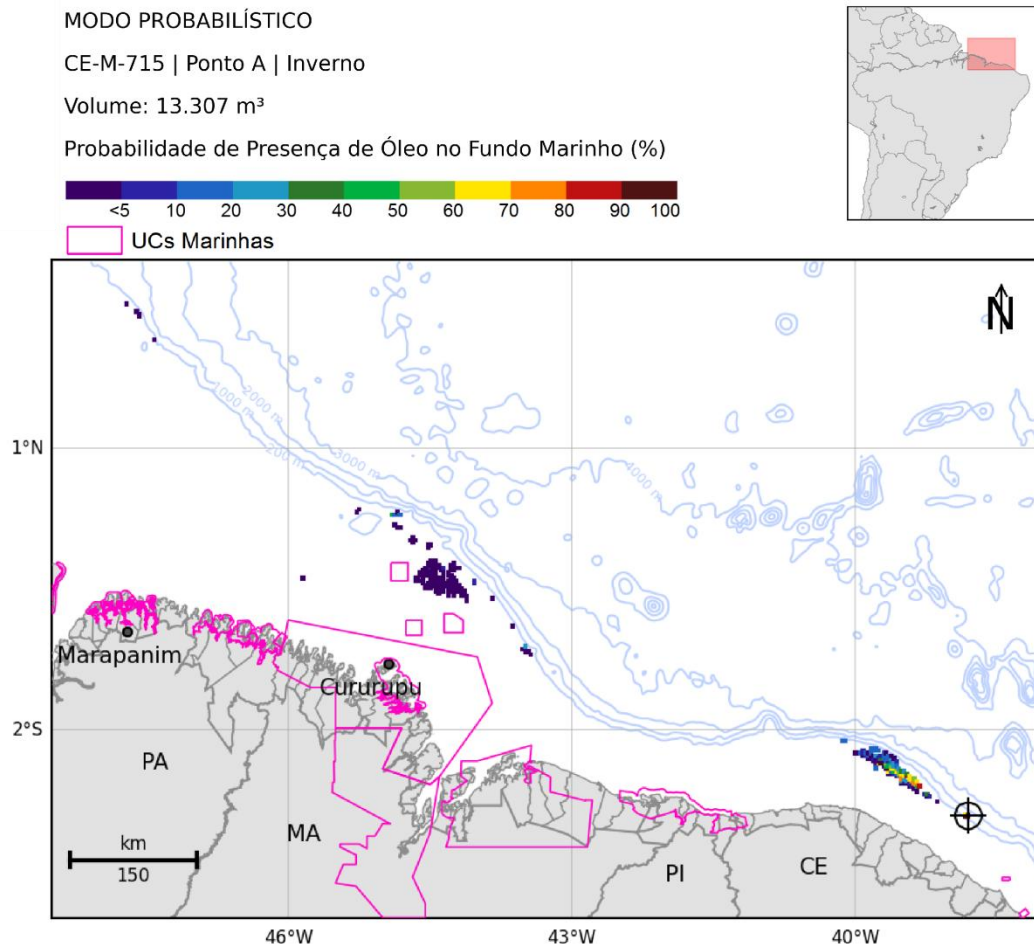 MODO PROBABILÍSTICO
CE-M-715 | Ponto A | Inverno
Volume: 13.307 m³
Probabilidade de Presença de Óleo no Fundo Marinho (%)
<5 10 20 30 40 50 60 70 80 90 100
UCs Marinhas
N
1000 m
2000 m
200 m
3000 m
4000 m
1°N
Marapanim
Cururupu
2°S
PA
MA
PI
CE
km
150
46°W 43°W 40°W